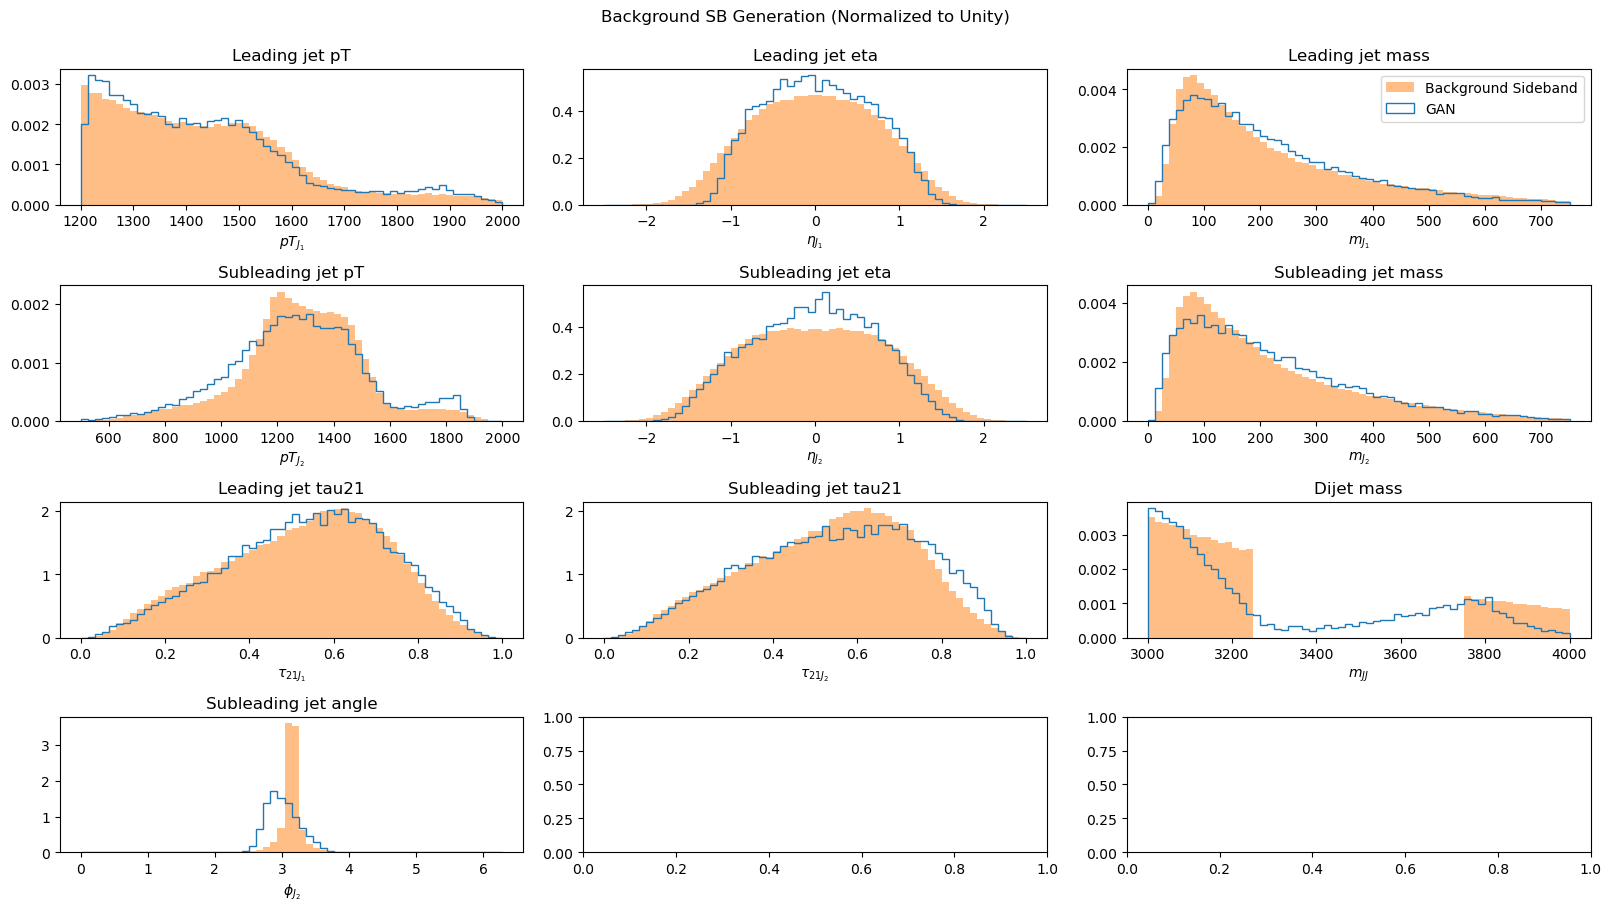 Background SB Generation (Normalized to Unity)
Leading jet pT
0.003
0.002
0.001
0.000
1200 1300 1400 1500 1600 1700 1800 1900 2000
pT_{J_1}
Leading jet eta
0.4
0.2
0.0
−2 −1 0 1 2
η_{J_1}
Leading jet mass
Background Sideband
GAN
0.004
0.002
0.000
0 100 200 300 400 500 600 700
m_{J_1}
Subleading jet pT
0.002
0.001
0.000
600 800 1000 1200 1400 1600 1800 2000
pT_{J_2}
Subleading jet eta
0.4
0.2
0.0
−2 −1 0 1 2
η_{J_2}
Subleading jet mass
0.004
0.002
0.000
0 100 200 300 400 500 600 700
m_{J_2}
Leading jet tau21
2
1
0
0.0 0.2 0.4 0.6 0.8 1.0
τ_{21J_1}
Subleading jet tau21
2
1
0
0.0 0.2 0.4 0.6 0.8 1.0
τ_{21J_2}
Dijet mass
0.003
0.002
0.001
0.000
3000 3200 3400 3600 3800 4000
m_{JJ}
Subleading jet angle
3
2
1
0
0 1 2 3 4 5 6
ϕ_{J_2}
1.00
0.75
0.50
0.25
0.00
0.0 0.2 0.4 0.6 0.8 1.0
1.00
0.75
0.50
0.25
0.00
0.0 0.2 0.4 0.6 0.8 1.0